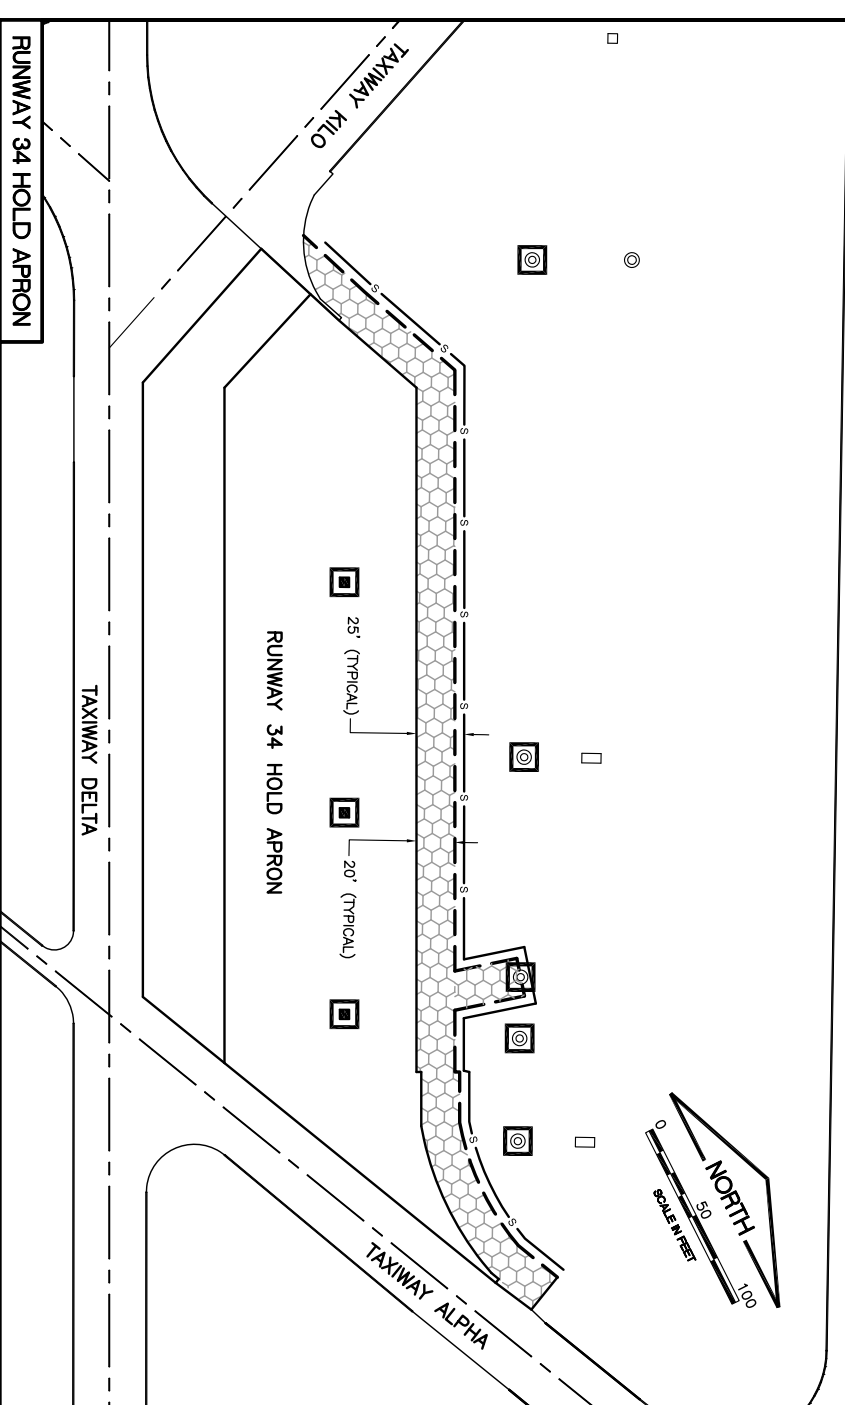 RUNWAY 34 HOLD APRON
TAXIWAY KILO
S
S
S
S
S
S
S
S
25' (TYPICAL)
RUNWAY 34 HOLD APRON
TAXIWAY DELTA
20' (TYPICAL)
S
S
TAXIWAY ALPHA
NORTH
0
50
100
SCALE IN FEET